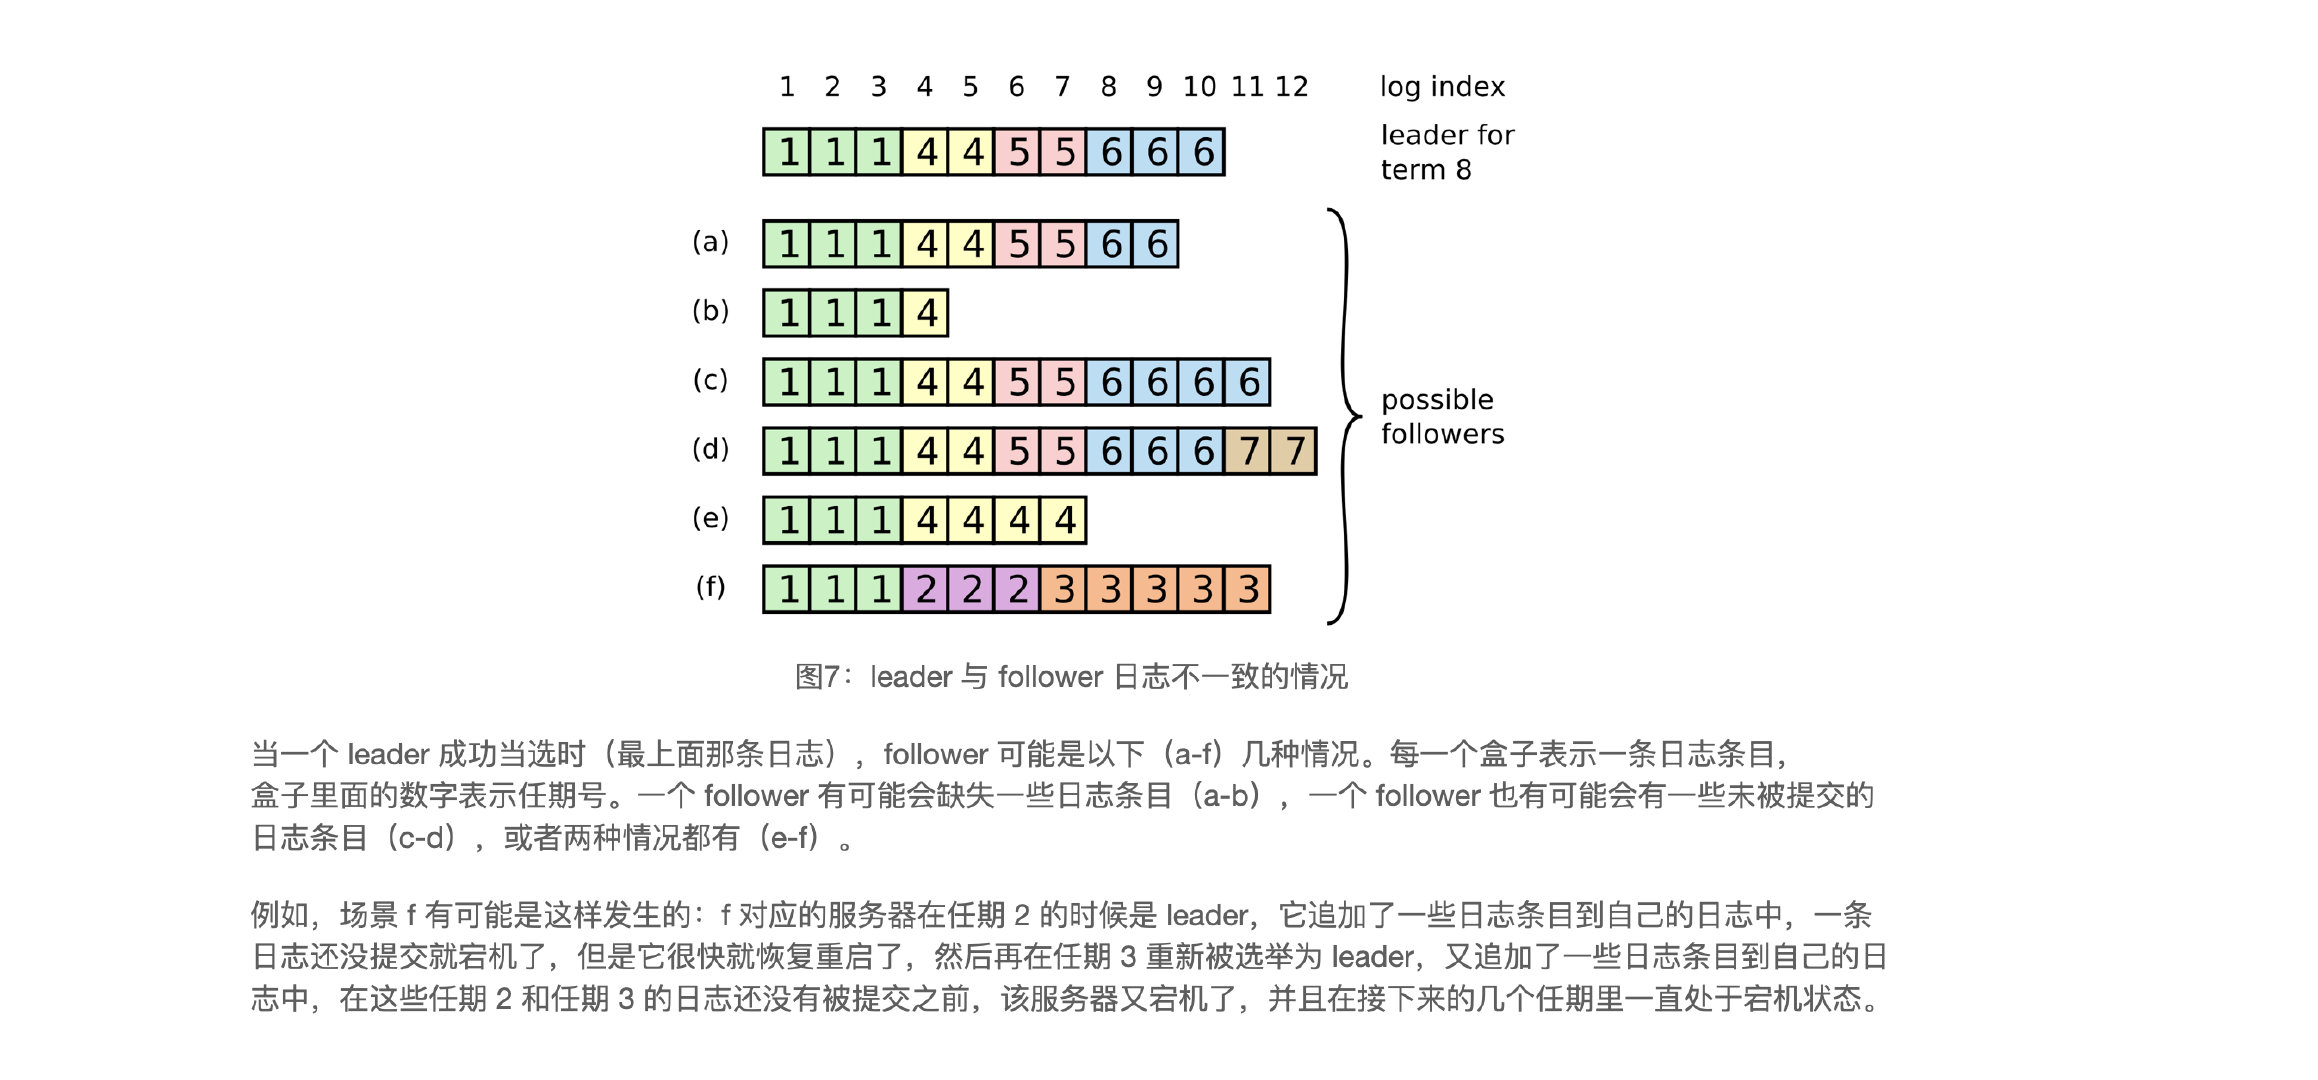 1 2 3 4 5 6 7 8 9 10 11 12 log index
1 1 1 4 4 5 5 6 6 6 leader for
term 8
(a) 1 1 1 4 4 5 5 6 6
(b) 1 1 1 4
(c) 1 1 1 4 4 5 5 6 6 6 6
possible
followers
(d) 1 1 1 4 4 5 5 6 6 6 7 7
(e) 1 1 1 4 4 4 4
(f) 1 1 1 2 2 2 3 3 3 3 3
图7：leader 与 follower 日志不一致的情况
当一个 leader 成功当选时（最上面那条日志），follower 可能是以下（a-f）几种情况。每一个盒子表示一条日志条目，
盒子里面的数字表示任期号。一个 follower 有可能会缺失一些日志条目（a-b），一个 follower 也有可能会有一些未被提交的
日志条目（c-d），或者两种情况都有（e-f）。
例如，场景 f 有可能是这样发生的：f 对应的服务器在任期 2 的时候是 leader，它追加了一些日志条目到自己的日志中，一条
日志还没提交就宕机了，但是它很快就恢复重启了，然后再在任期 3 重新被选举为 leader，又追加了一些日志条目到自己的日
志中，在这些任期 2 和任期 3 的日志还没有被提交之前，该服务器又宕机了，并且在接下来的几个任期里一直处于宕机状态。